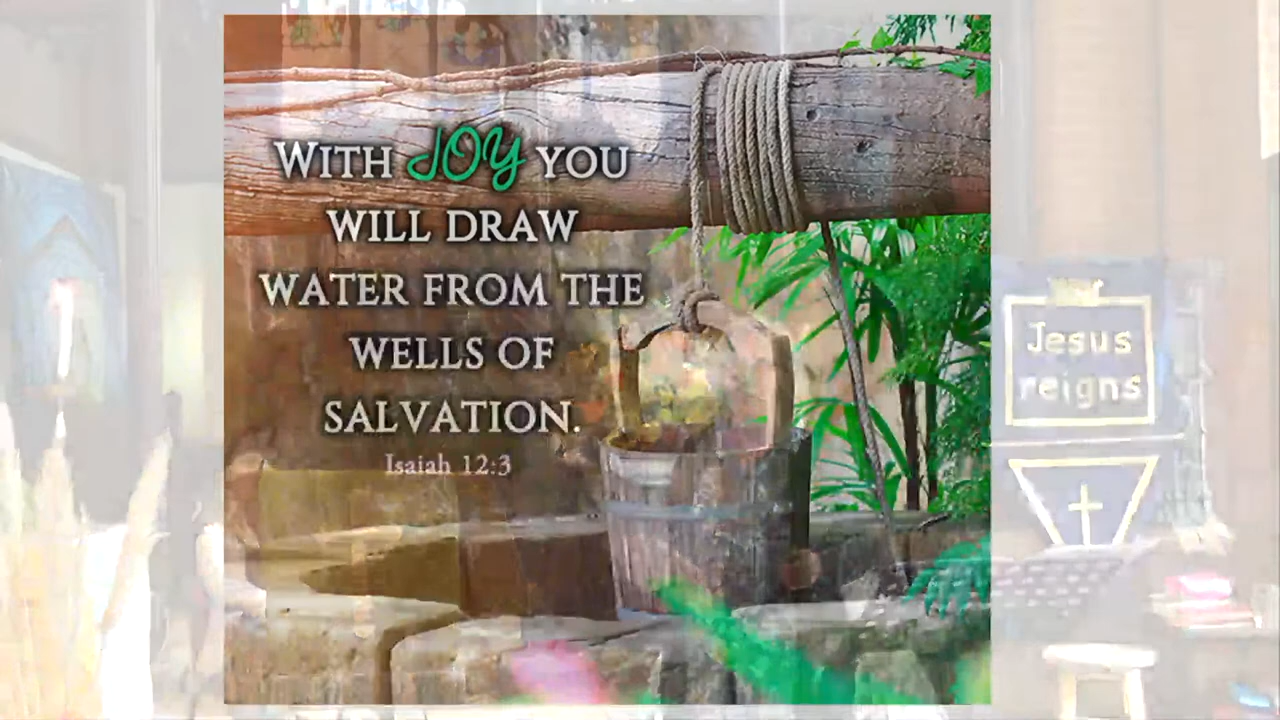 WITH JOY YOU
WILL DRAW
WATER FROM THE
WELLS OF
SALVATION.
Isaiah 12:3
Jesus
reigns